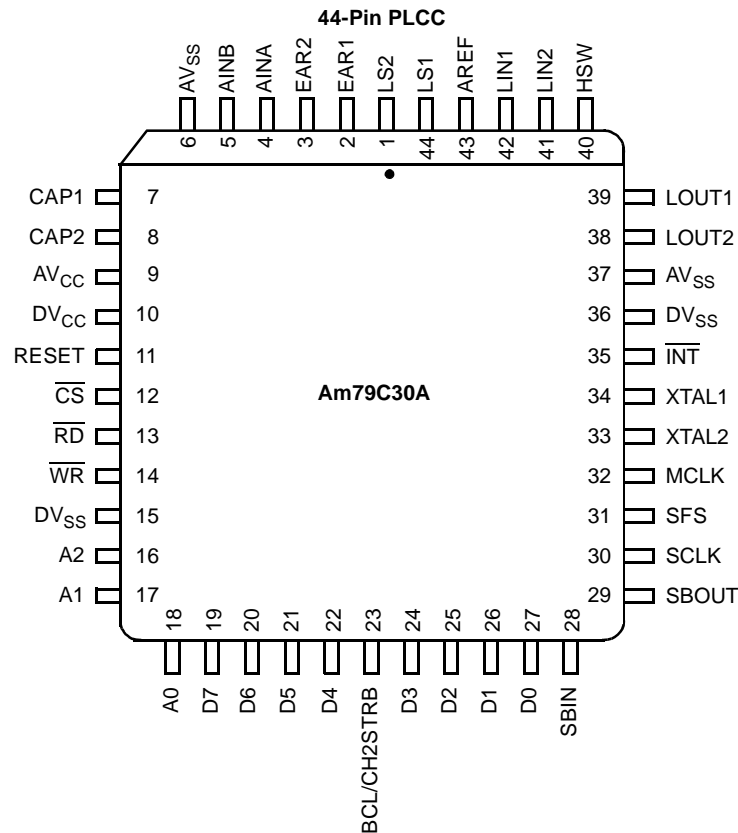 44-Pin PLCC
AVSS AINB AINA EAR2 EAR1 LS2 LS1 AREF LIN1 LIN2 HSW
6 5 4 3 2 1 44 43 42 41 40
CAP1 7 39 LOUT1
CAP2 8 38 LOUT2
AVCC 9 37 AVSS
DVCC 10 36 DVSS
RESET 11 35 INT
CS 12 Am79C30A 34 XTAL1
RD 13 33 XTAL2
WR 14 32 MCLK
DVSS 15 31 SFS
A2 16 30 SCLK
A1 17 29 SBOUT
18 19 20 21 22 23 24 25 26 27 28
A0 D7 D6 D5 D4 BCL/CH2STRB D3 D2 D1 D0 SBIN